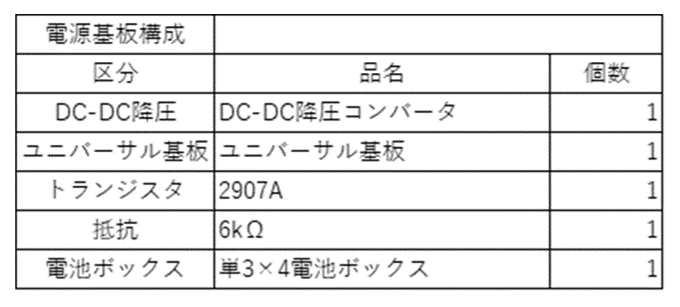 電源基板構成
区分 品名 個数
DC-DC降圧 DC-DC降圧コンバータ 1
ユニバーサル基板 ユニバーサル基板 1
トランジスタ 2907A 1
抵抗 6kΩ 1
電池ボックス 単3×4電池ボックス 1